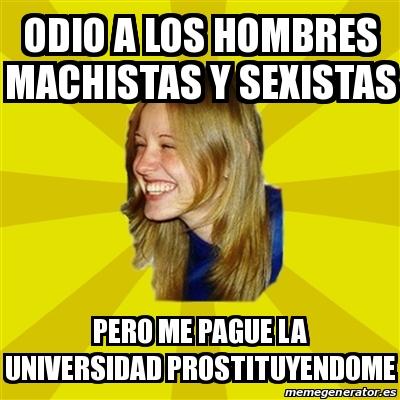 ODIO A LOS HOMBRES
MACHISTAS Y SEXISTAS
PERO ME PAGUE LA
UNIVERSIDAD PROSTITUYENDOME
memegenerator.es